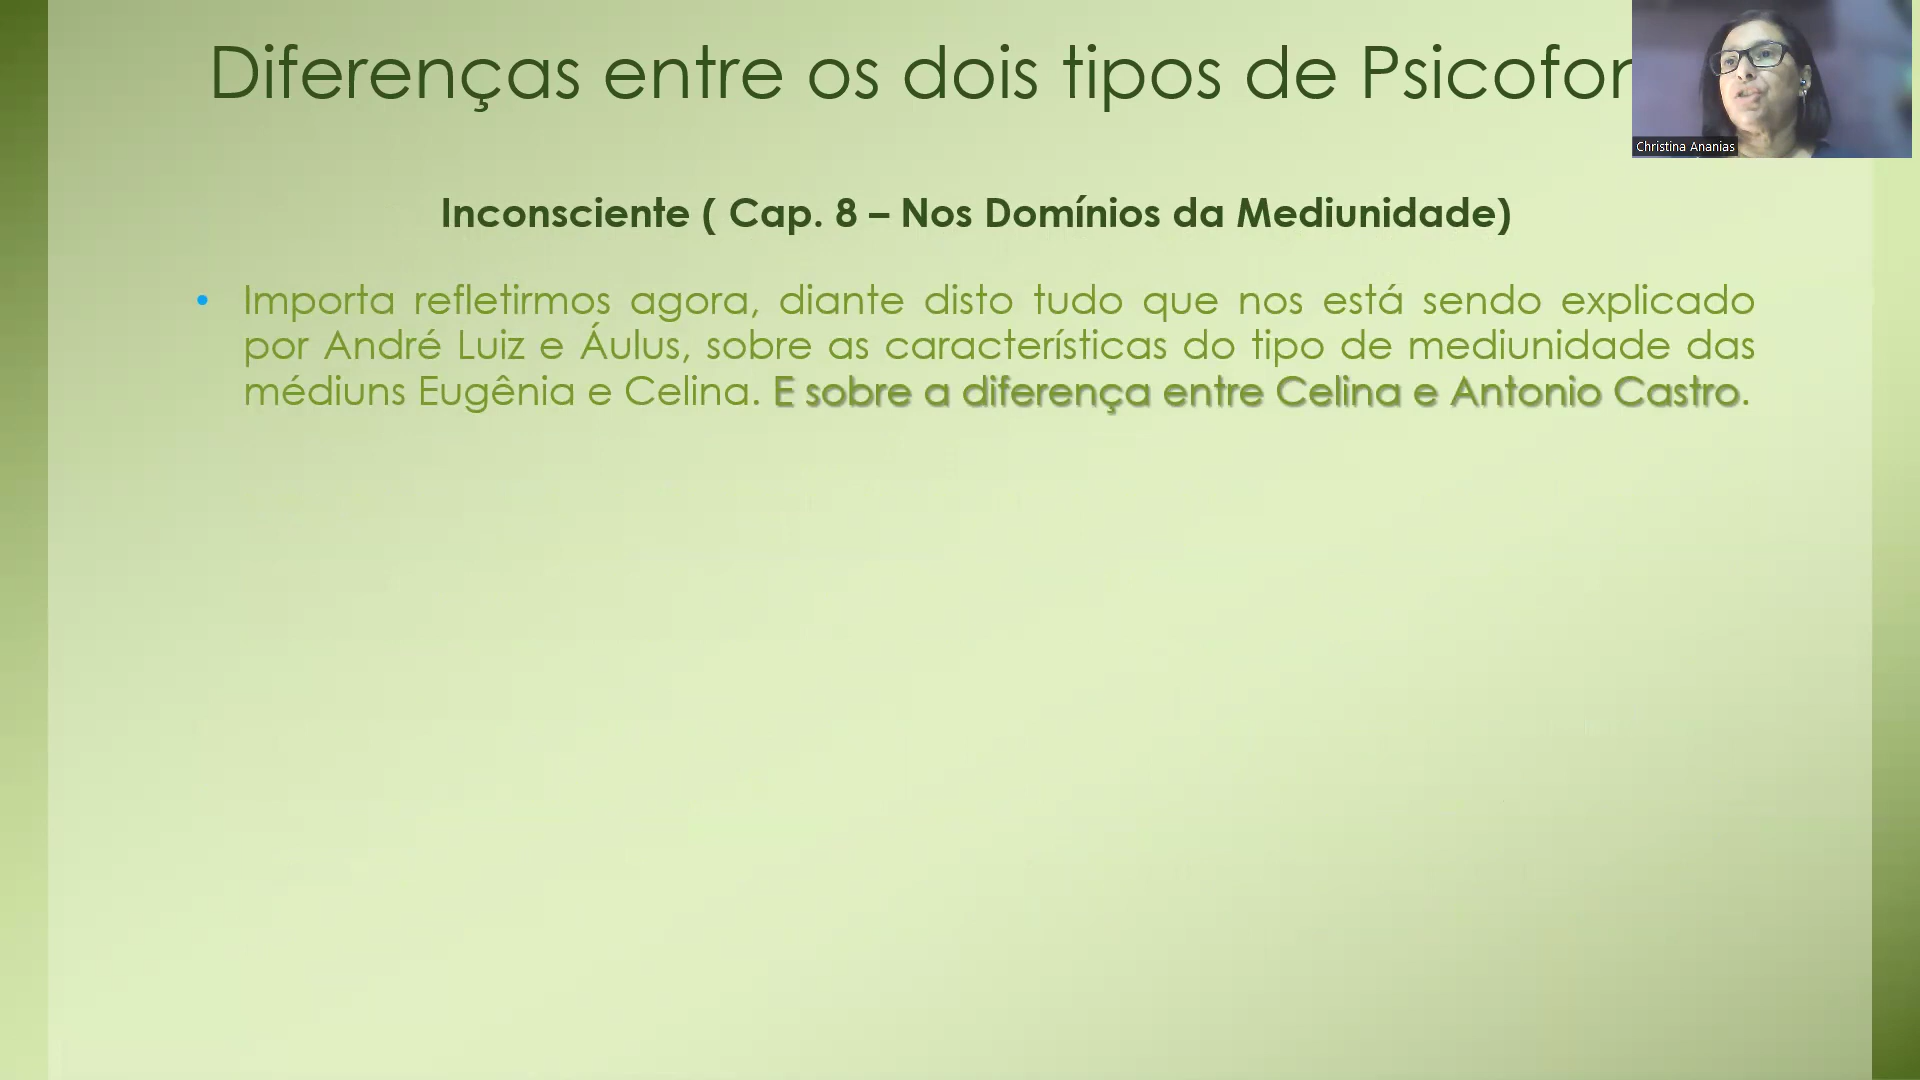 Diferenças entre os dois tipos de
Christina Ananias
Inconsciente ( Cap. 8 – Nos Domínios da Mediunidade)
• Importa refletirmos agora, diante disto tudo que nos está sendo explicado
por André Luiz e Áulus, sobre as características do tipo de mediunidade das
médiuns Eugênia e Celina. E sobre a diferença entre Celina e Antonio Castro.